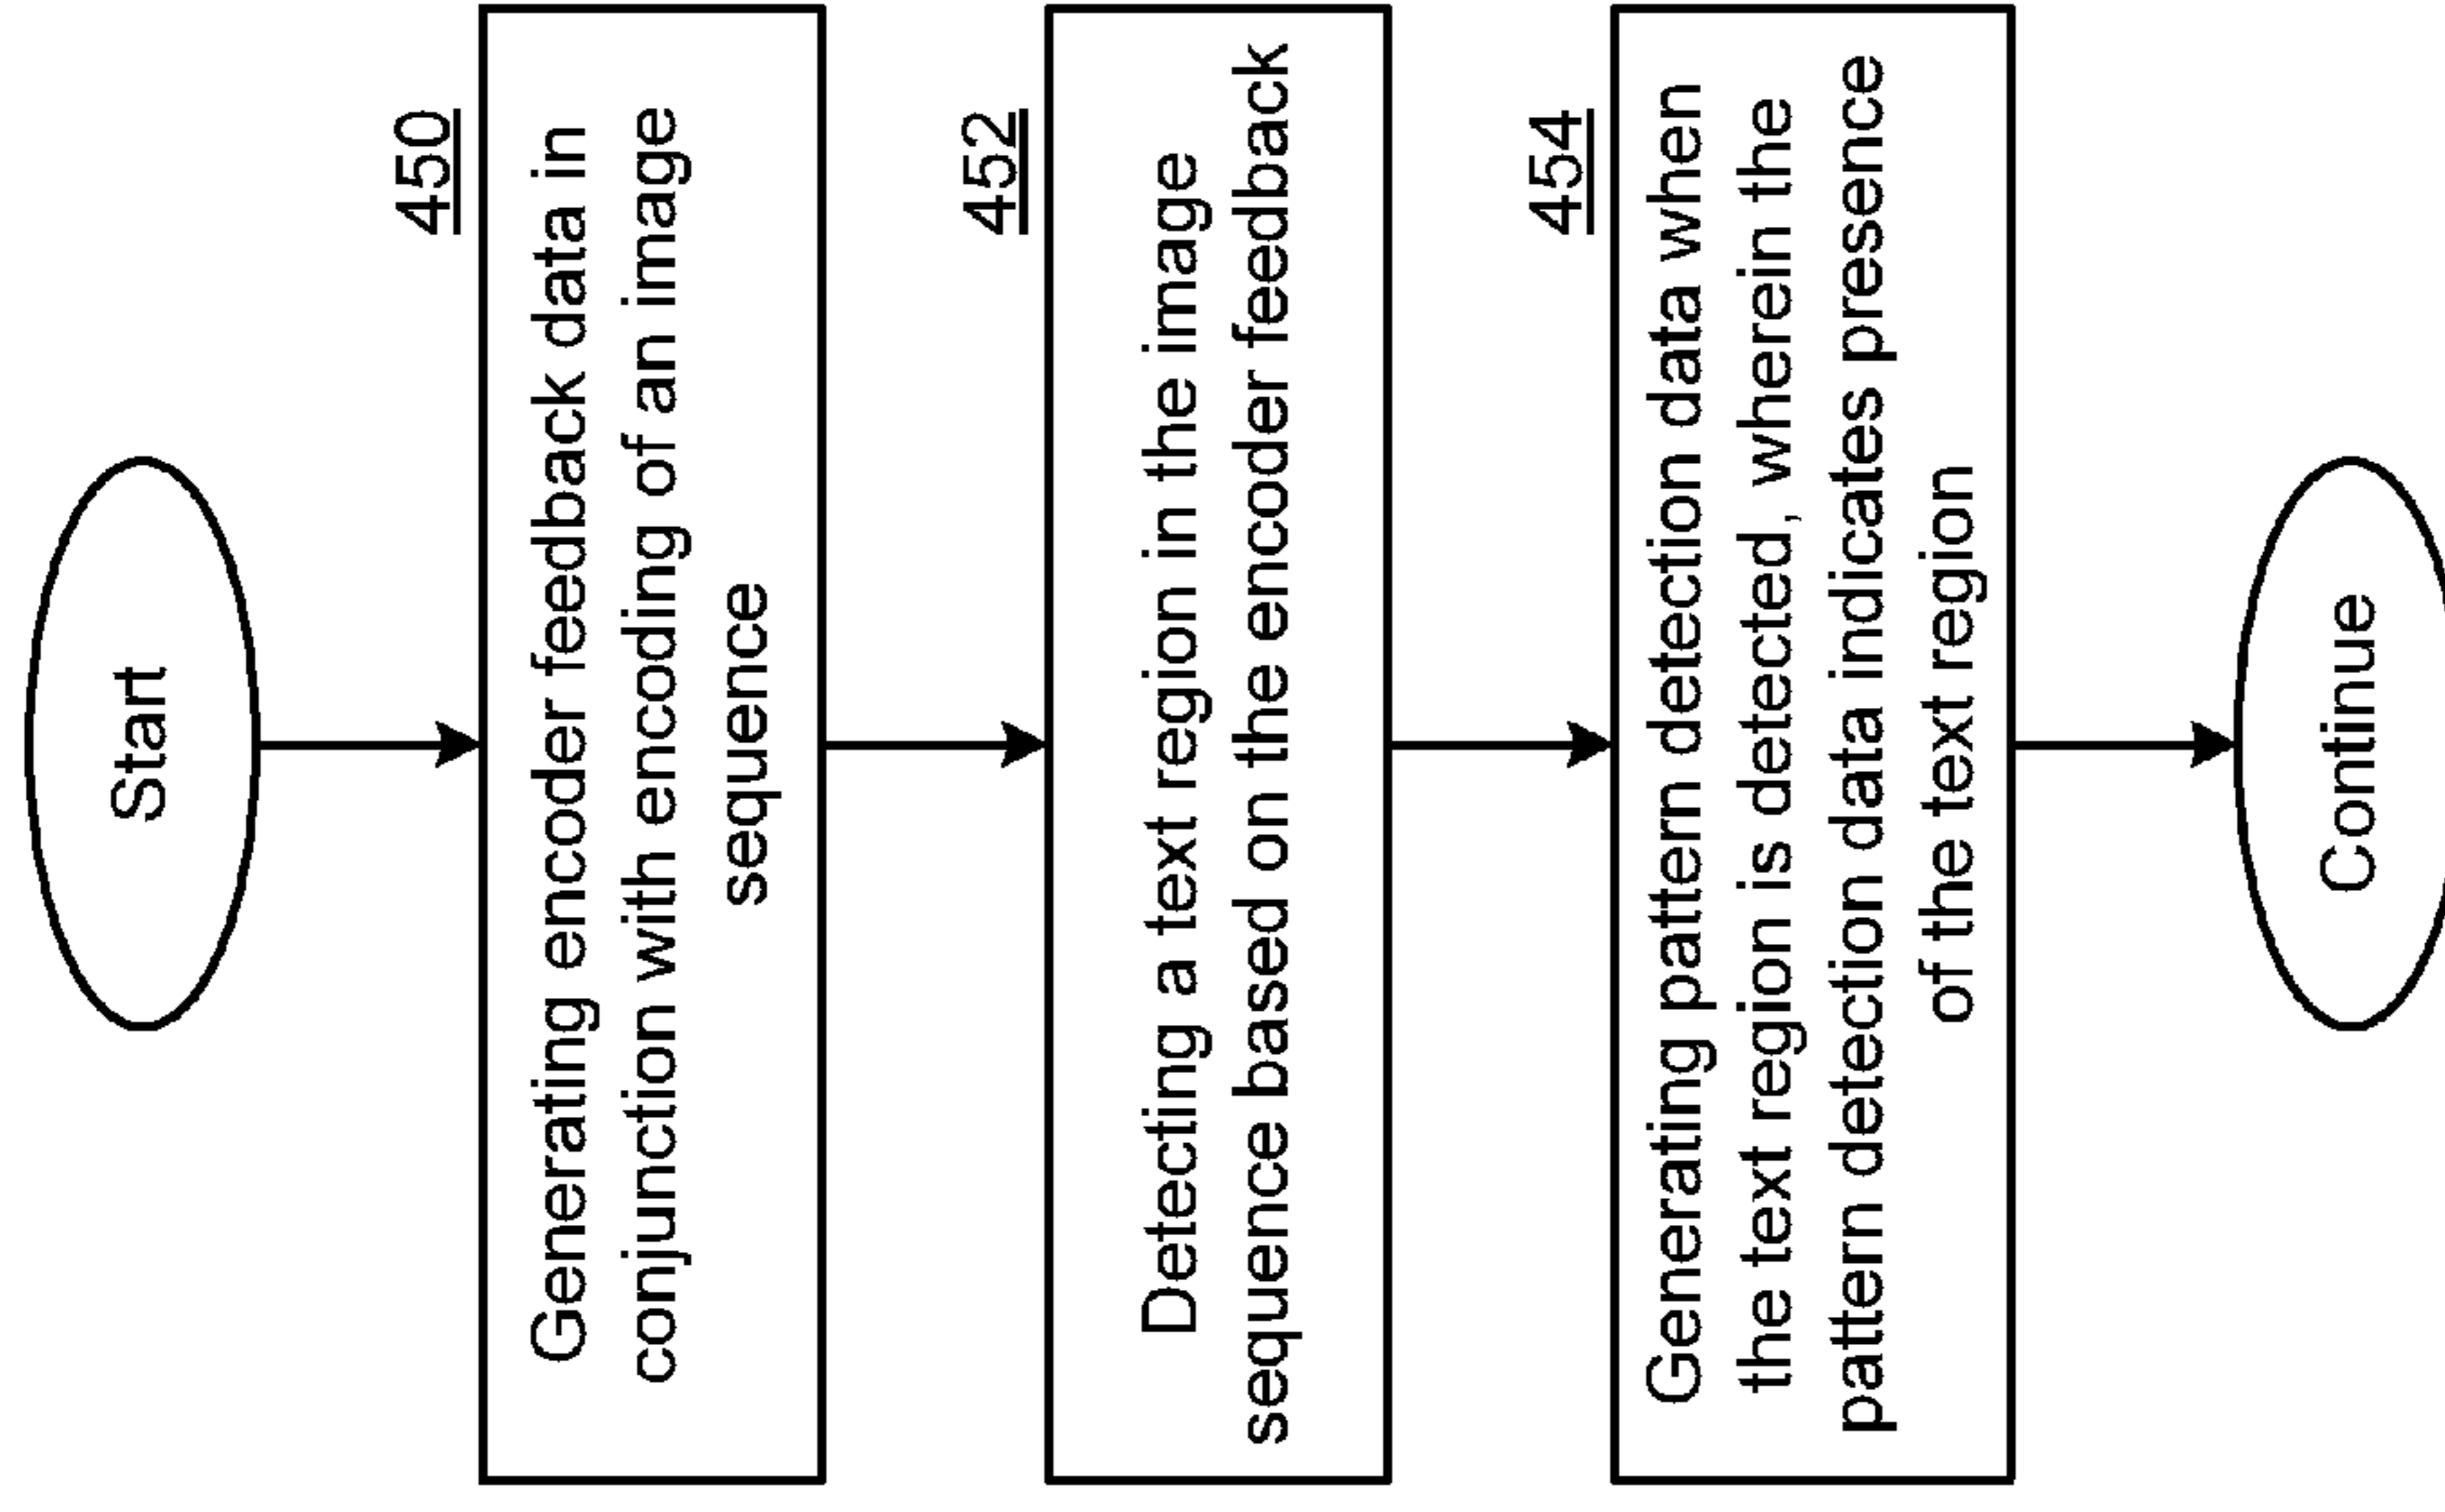 Start
450
Generating encoder feedback data in
conjunction with encoding of an image
sequence
452
Detecting a text region in the image
sequence based on the encoder feedback
454
Generating pattern detection data when
the text region is detected, wherein the
pattern detection data indicates presence
of the text region
Continue